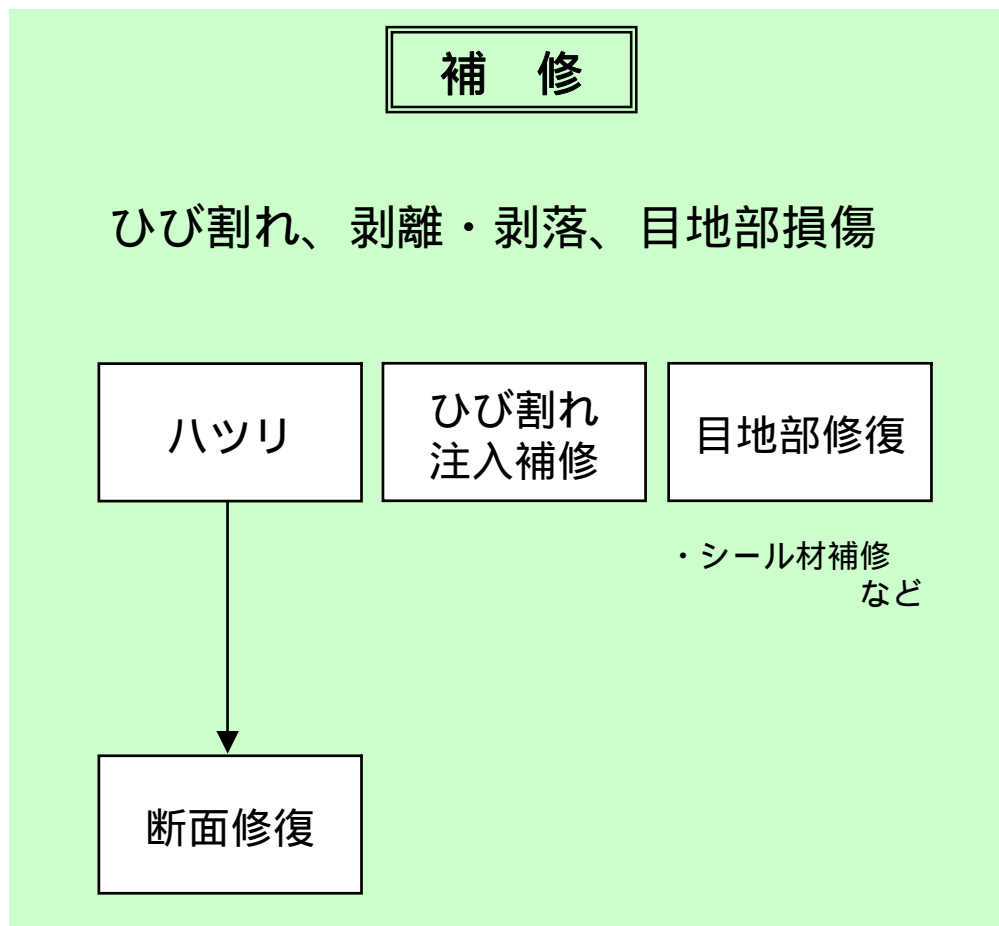 補　修
ひび割れ、剥離・剥落、目地部損傷
ハツリ
ひび割れ
注入補修
目地部修復
・シール材補修
など
断面修復